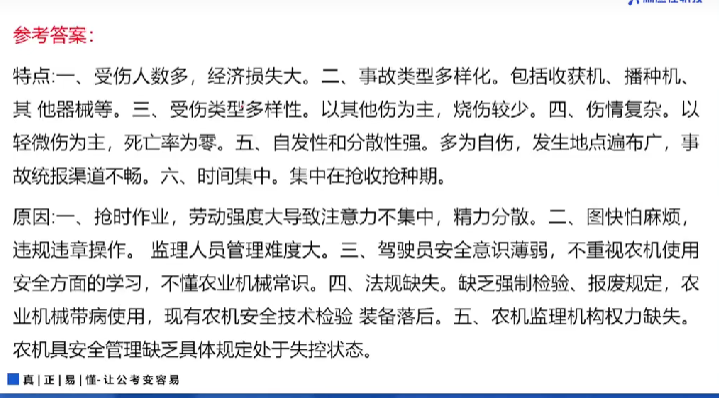 参考答案：
特点:一、受伤人数多，经济损失大。二、事故类型多样化。包括收获机、播种机、
其 他器械等。三、受伤类型多样性。以其他伤为主，烧伤较少。四、伤情复杂。以
轻微伤为主，死亡率为零。五、自发性和分散性强。多为自伤，发生地点遍布广，事
故统报渠道不畅。六、时间集中。集中在抢收抢种期。
原因:一、抢时作业，劳动强度大导致注意力不集中，精力分散。二、图快怕麻烦，
违规违章操作。 监理人员管理难度大。三、驾驶员安全意识薄弱，不重视农机使用
安全方面的学习，不懂农业机械常识。四、法规缺失。缺乏强制检验、报废规定，农
业机械带病使用，现有农机安全技术检验 装备落后。五、农机监理机构权力缺失。
农机具安全管理缺乏具体规定处于失控状态。
真|正|易|懂-让公考变容易